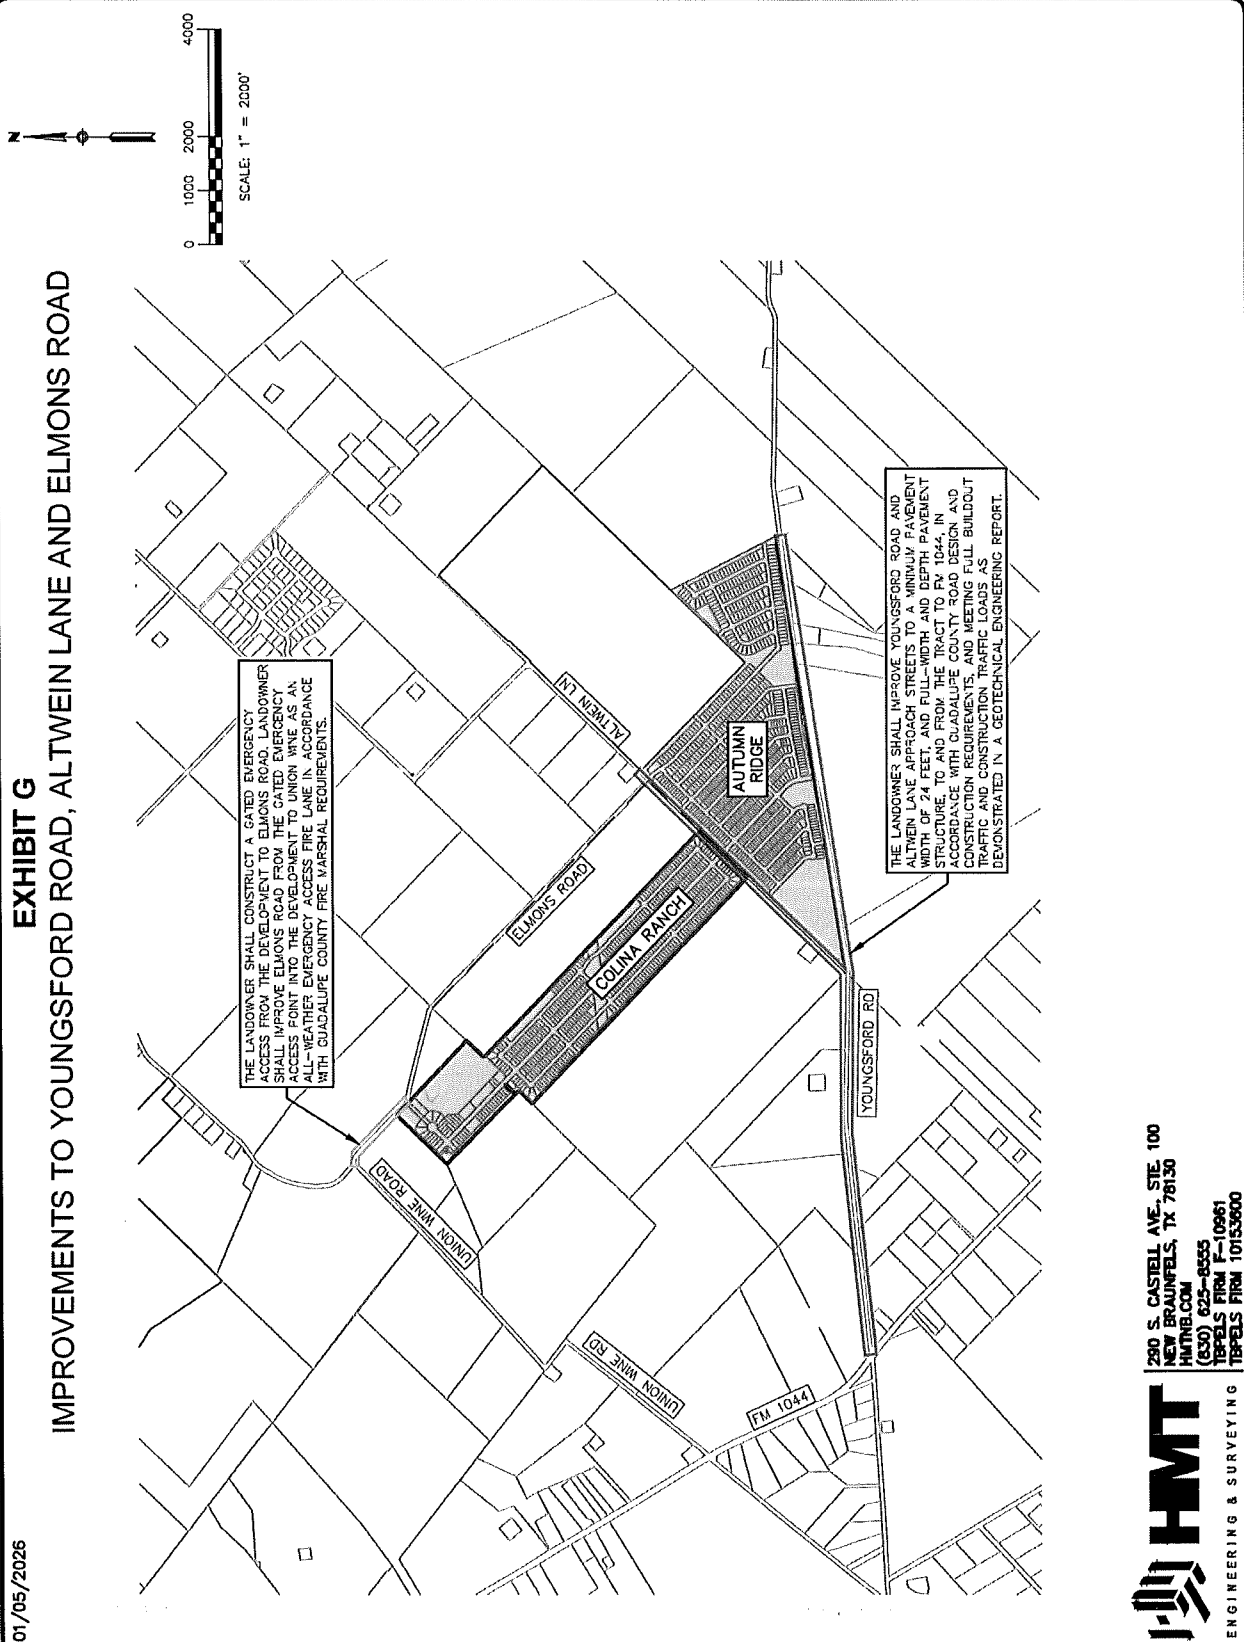 01/05/2026
EXHIBIT G
IMPROVEMENTS TO YOUNGSFORD ROAD, ALTWEIN LANE AND ELMONS ROAD
N
0 1000 2000 4000
SCALE: 1" = 2000'
THE LANDOWNER SHALL CONSTRUCT A GATED EMERGENCY
ACCESS FROM THE DEVELOPMENT TO ELMONS ROAD. LANDOWNER
SHALL IMPROVE ELMONS ROAD FROM THE GATED EMERGENCY
ACCESS POINT INTO THE DEVELOPMENT TO UNION WINE AS AN
ALL-WEATHER EMERGENCY ACCESS FIRE LANE IN ACCORDANCE
WITH GUADALUPE COUNTY FIRE MARSHAL REQUIREMENTS.
UNION WINE ROAD
ELMONS ROAD
ALTWEIN LN
COLINA RANCH
AUTUMN
RIDGE
UNION WINE RD
FM 1044
YOUNGSFORD RD
THE LANDOWNER SHALL IMPROVE YOUNGSFORD ROAD AND
ALTWEIN LANE APPROACH STREETS TO A MINIMUM PAVEMENT
WIDTH OF 24 FEET, AND FULL-WIDTH AND DEPTH PAVEMENT
STRUCTURE, TO AND FROM THE TRACT TO FM 1044, IN
ACCORDANCE WITH GUADALUPE COUNTY ROAD DESIGN AND
CONSTRUCTION REQUIREMENTS, AND MEETING FULL BUILDOUT
TRAFFIC AND CONSTRUCTION TRAFFIC LOADS AS
DEMONSTRATED IN A GEOTECHNICAL ENGINEERING REPORT.
HMT
ENGINEERING & SURVEYING
290 S. CASTELL AVE., STE. 100
NEW BRAUNFELS, TX 78130
HMTNB.COM
(830) 625-8555
TBPELS FIRM F-10961
TBPELS FIRM 10153600